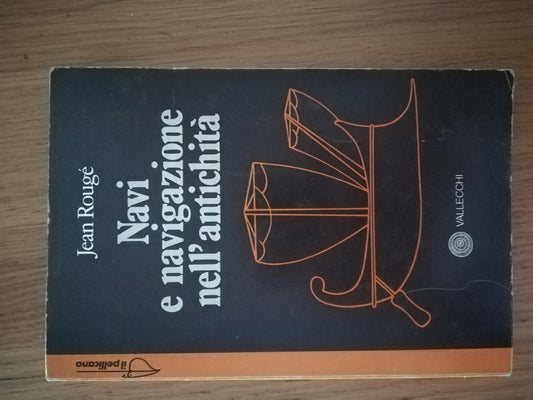 Jean Rougé
Navi
e navigazione
nell'antichità
VALLECCHI
il pellicano